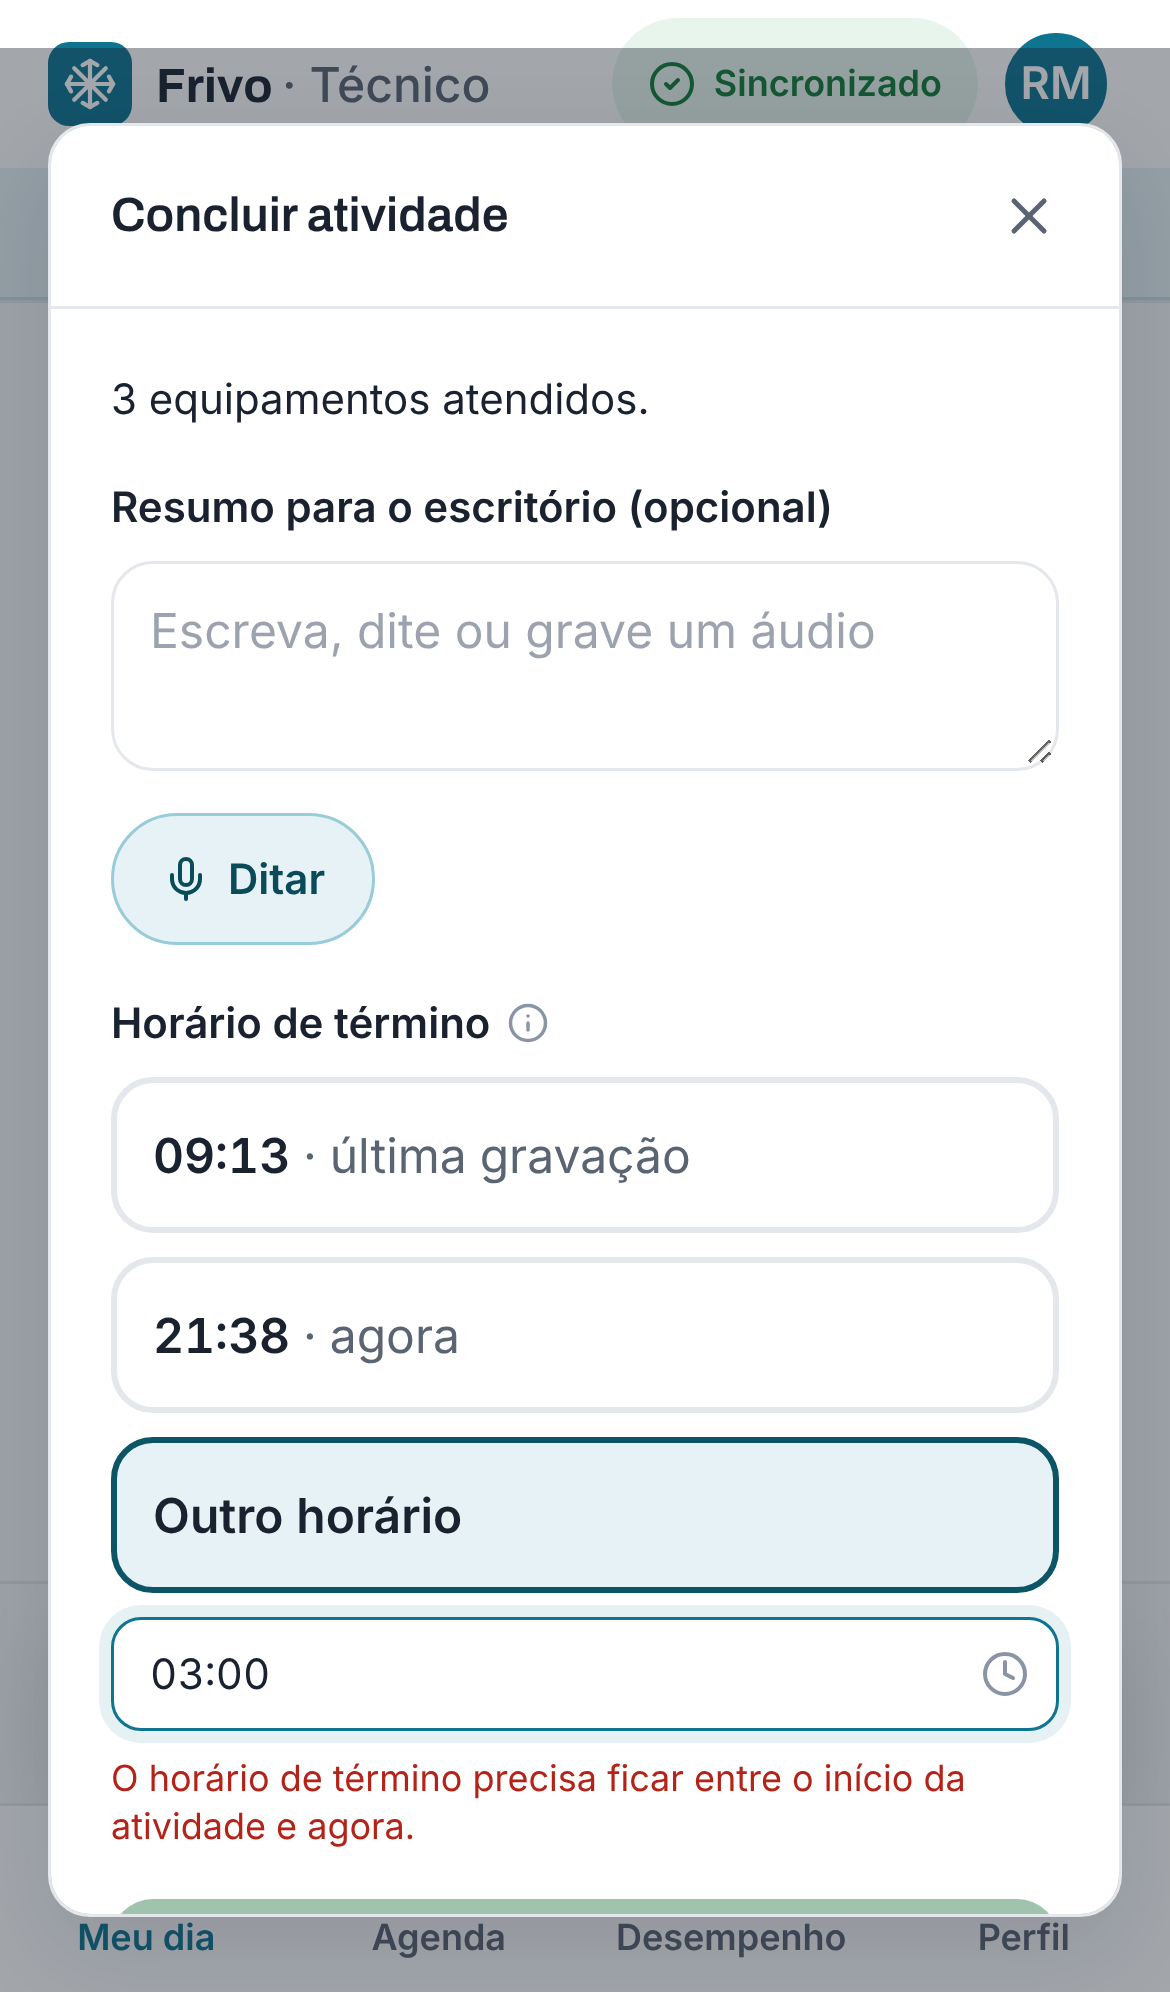 Frivo · Técnico
Sincronizado
RM
Concluir atividade
3 equipamentos atendidos.
Resumo para o escritório (opcional)
Escreva, dite ou grave um áudio
Ditar
Horário de término
09:13 · última gravação
21:38 · agora
Outro horário
03:00
O horário de término precisa ficar entre o início da
atividade e agora.
Meu dia
Agenda
Desempenho
Perfil